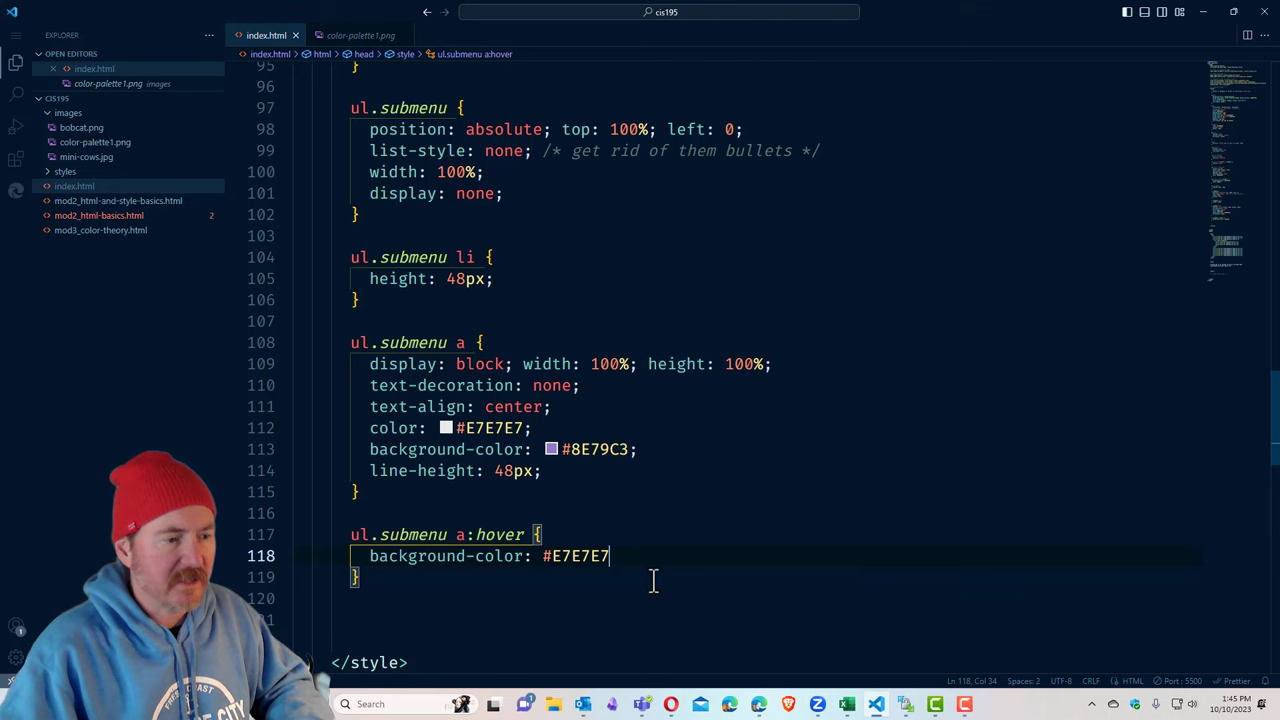 cis195
EXPLORER
index.html
color-palette1.png
OPEN EDITORS
index.html > html > head > style > ul.submenu a:hover
index.html
color-palette1.png images
CIS195
images
bobcat.png
color-palette1.png
mini-cows.jpg
styles
index.html
mod2_html-and-style-basics.html
mod2_html-basics.html 2
mod3_color-theory.html
95 }
96
97 ul.submenu {
98 position: absolute; top: 100%; left: 0;
99 list-style: none; /* get rid of them bullets */
100 width: 100%;
101 display: none;
102 }
103
104 ul.submenu li {
105 height: 48px;
106 }
107
108 ul.submenu a {
109 display: block; width: 100%; height: 100%;
110 text-decoration: none;
111 text-align: center;
112 color: #E7E7E7;
113 background-color: #8E79C3;
114 line-height: 48px;
115 }
116
117 ul.submenu a:hover {
118 background-color: #E7E7E7
119 }
120
</style>
Ln 118, Col 34 Spaces: 2 UTF-8 CRLF HTML Port : 5500 Prettier
Search
1:45 PM
10/10/2023